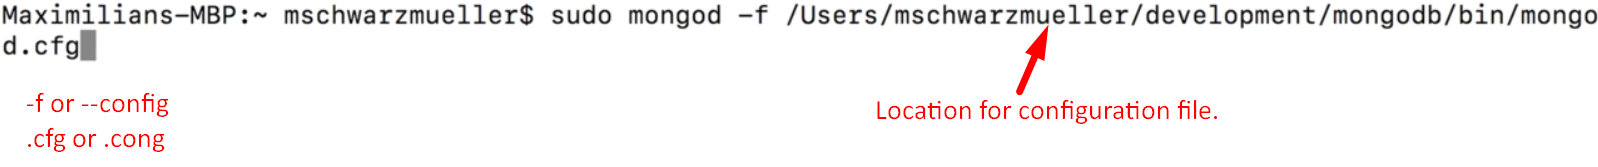 Maximilians-MBP:~ mschwarzmueller$ sudo mongod -f /Users/mschwarzmueller/development/mongodb/bin/mongo
d.cfg
-f or --config
.cfg or .cong
Location for configuration file.